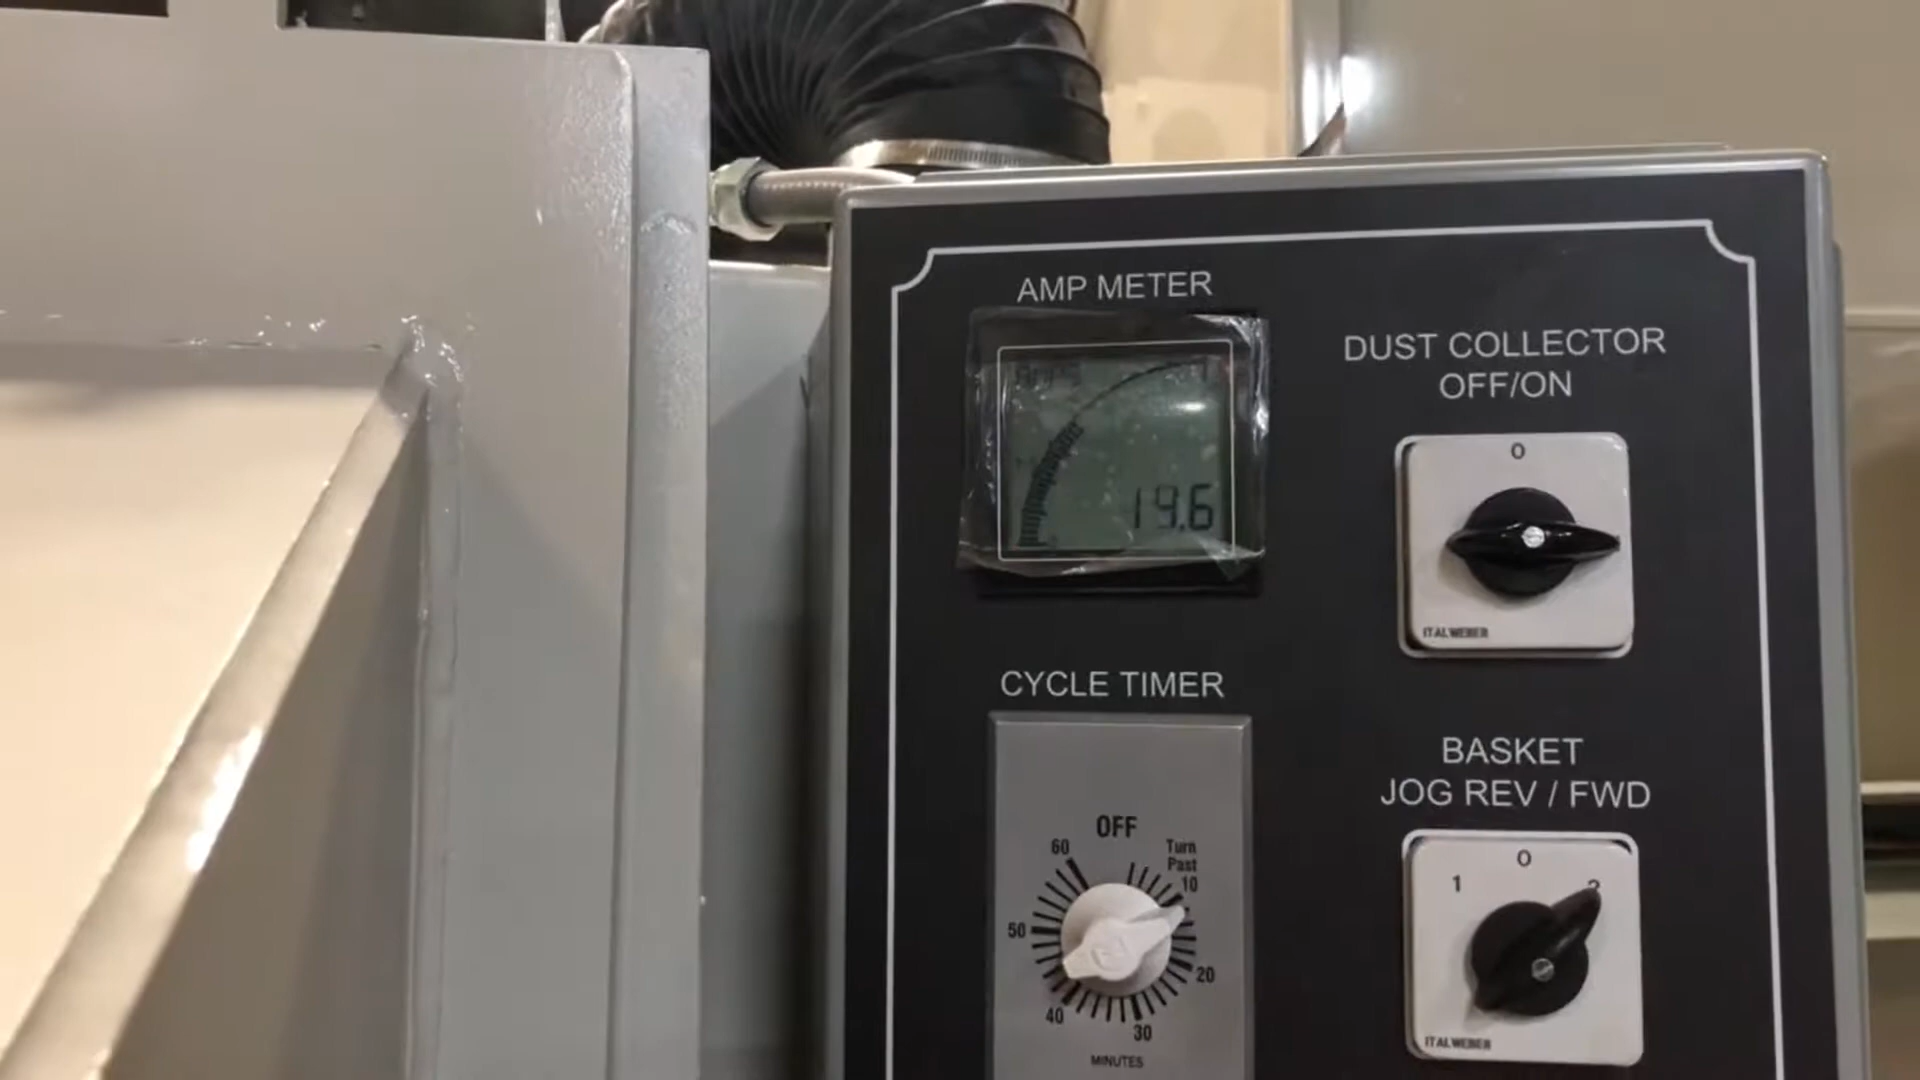 AMP METER
19.6
DUST COLLECTOR
OFF/ON
0
ITALWEBER
CYCLE TIMER
OFF
60
Turn
Past
10
50
20
40
30
MINUTES
BASKET
JOG REV / FWD
0
1
2
ITALWEBER